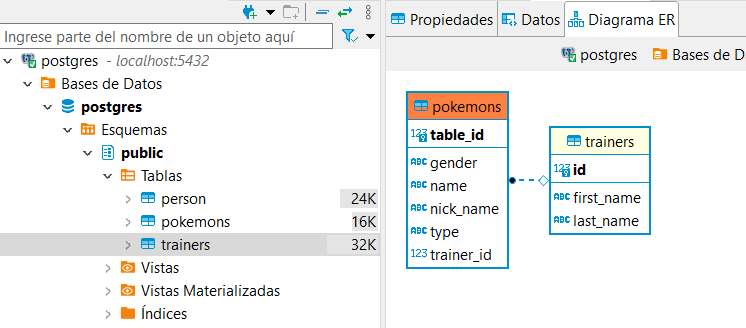 Ingrese parte del nombre de un objeto aquí
postgres - localhost:5432
Bases de Datos
postgres
Esquemas
public
Tablas
person 24K
pokemons 16K
trainers 32K
Vistas
Vistas Materializadas
Índices
Propiedades Datos Diagrama ER
postgres Bases de D
pokemons
123 table_id
ABC gender
ABC name
ABC nick_name
ABC type
123 trainer_id
trainers
123 id
ABC first_name
ABC last_name